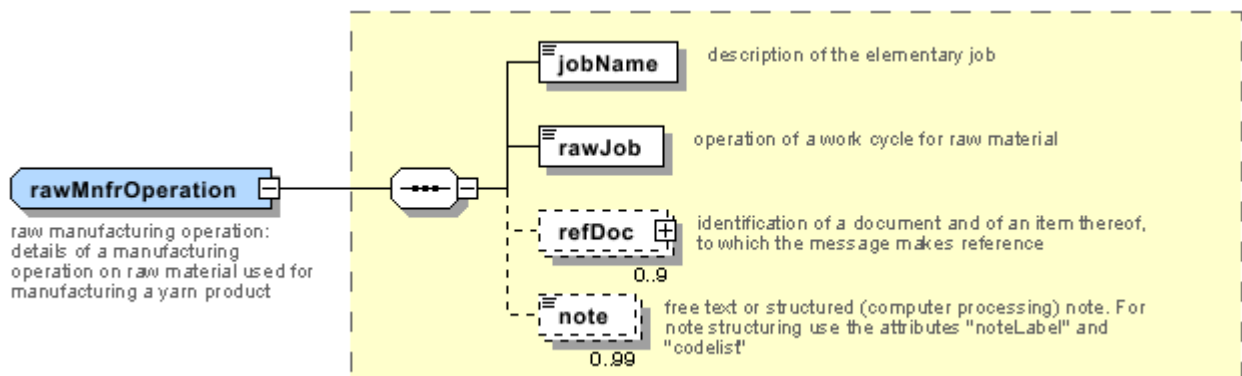 jobName
description of the elementary job
rawJob
operation of a work cycle for raw material
rawMnfrOperation
raw manufacturing operation:
details of a manufacturing
operation on raw material used for
manufacturing a yarn product
refDoc
identification of a document and of an item thereof,
to which the message makes reference
0..9
note
free text or structured (computer processing) note. For
note structuring use the attributes "noteLabel" and
"codelist"
0..99